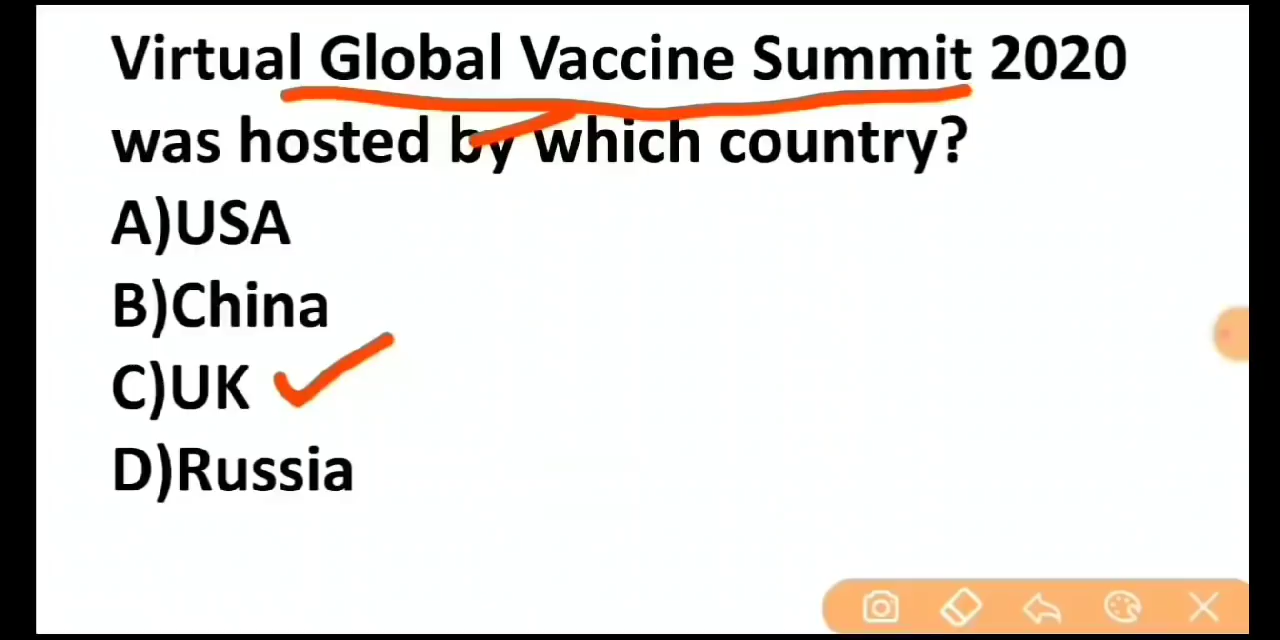 Virtual Global Vaccine Summit 2020
was hosted by which country?
A)USA
B)China
C)UK
D)Russia